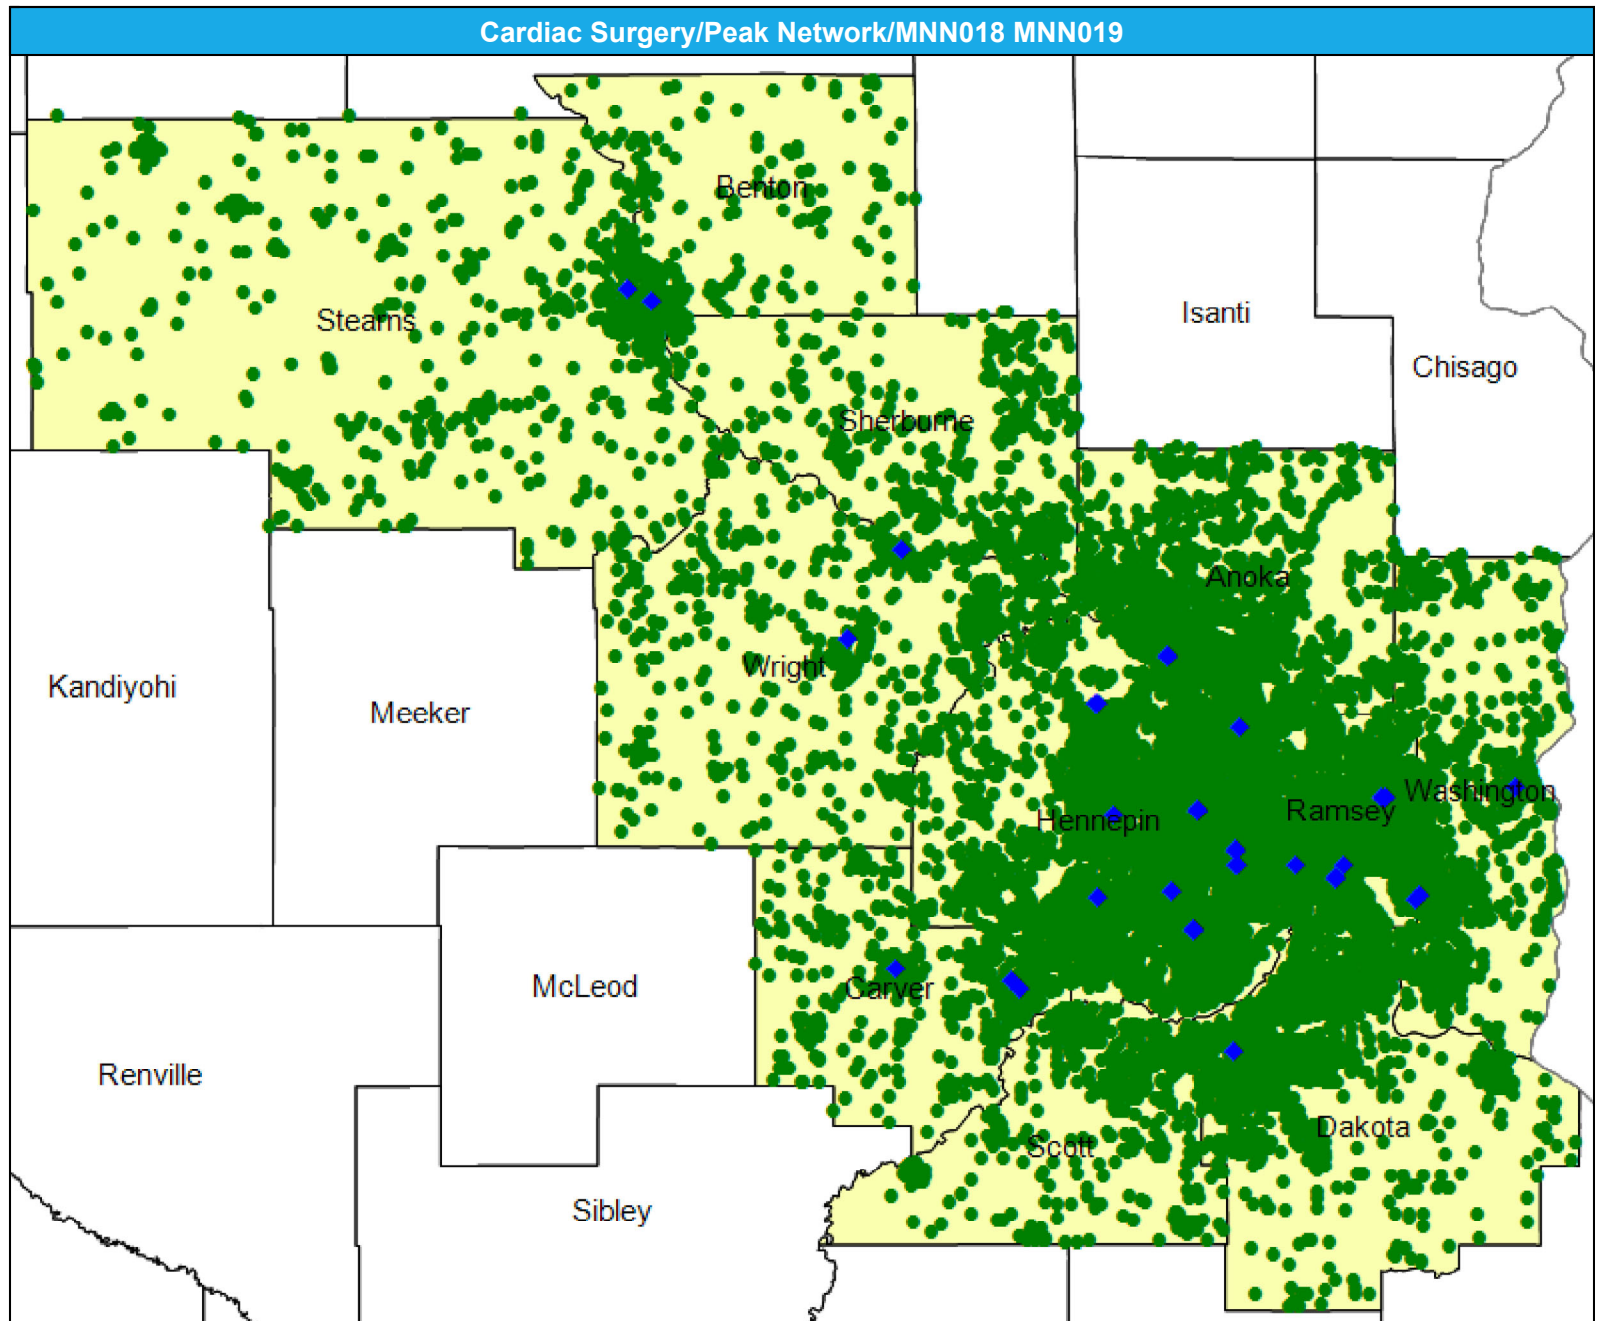 Cardiac Surgery/Peak Network/MNN018 MNN019
Benton
Isanti
Stearns
Chisago
Sherburne
Anoka
Wright
Kandiyohi
Meeker
Washington
Ramsey
Hennepin
McLeod
Carver
Renville
Dakota
Scott
Sibley